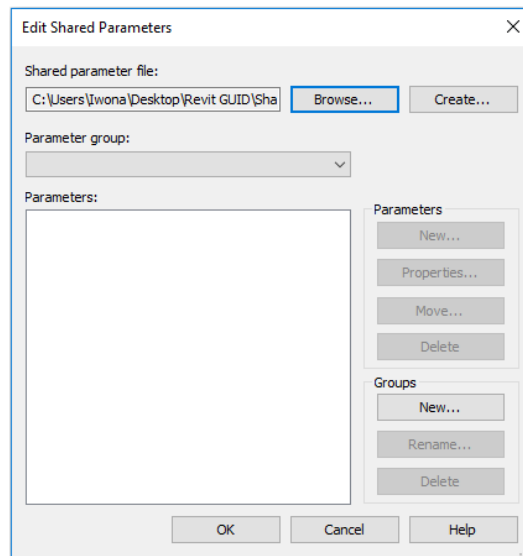 Edit Shared Parameters
Shared parameter file:
C:\Users\Iwona\Desktop\Revit GUID\Sha
Browse...
Create...
Parameter group:
Parameters:
Parameters
New...
Properties...
Move...
Delete
Groups
New...
Rename...
Delete
OK
Cancel
Help